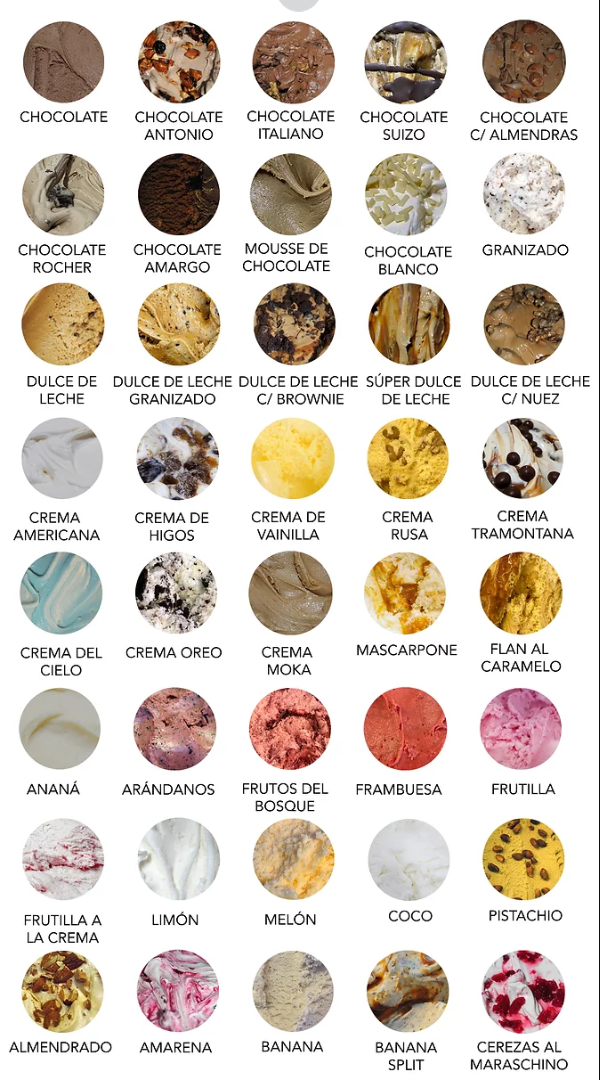 CHOCOLATE
CHOCOLATE
ANTONIO
CHOCOLATE
ITALIANO
CHOCOLATE
SUIZO
CHOCOLATE
C/ ALMENDRAS
CHOCOLATE
ROCHER
CHOCOLATE
AMARGO
MOUSSE DE
CHOCOLATE
CHOCOLATE
BLANCO
GRANIZADO
DULCE DE
LECHE
DULCE DE LECHE
GRANIZADO
DULCE DE LECHE
C/ BROWNIE
SÚPER DULCE
DE LECHE
DULCE DE LECHE
C/ NUEZ
CREMA
AMERICANA
CREMA DE
HIGOS
CREMA DE
VAINILLA
CREMA
RUSA
CREMA
TRAMONTANA
CREMA DEL
CIELO
CREMA OREO
CREMA
MOKA
MASCARPONE
FLAN AL
CARAMELO
ANANÁ
ARÁNDANOS
FRUTOS DEL
BOSQUE
FRAMBUESA
FRUTILLA
FRUTILLA A
LA CREMA
LIMÓN
MELÓN
COCO
PISTACHIO
ALMENDRADO
AMARENA
BANANA
BANANA
SPLIT
CEREZAS AL
MARASCHINO